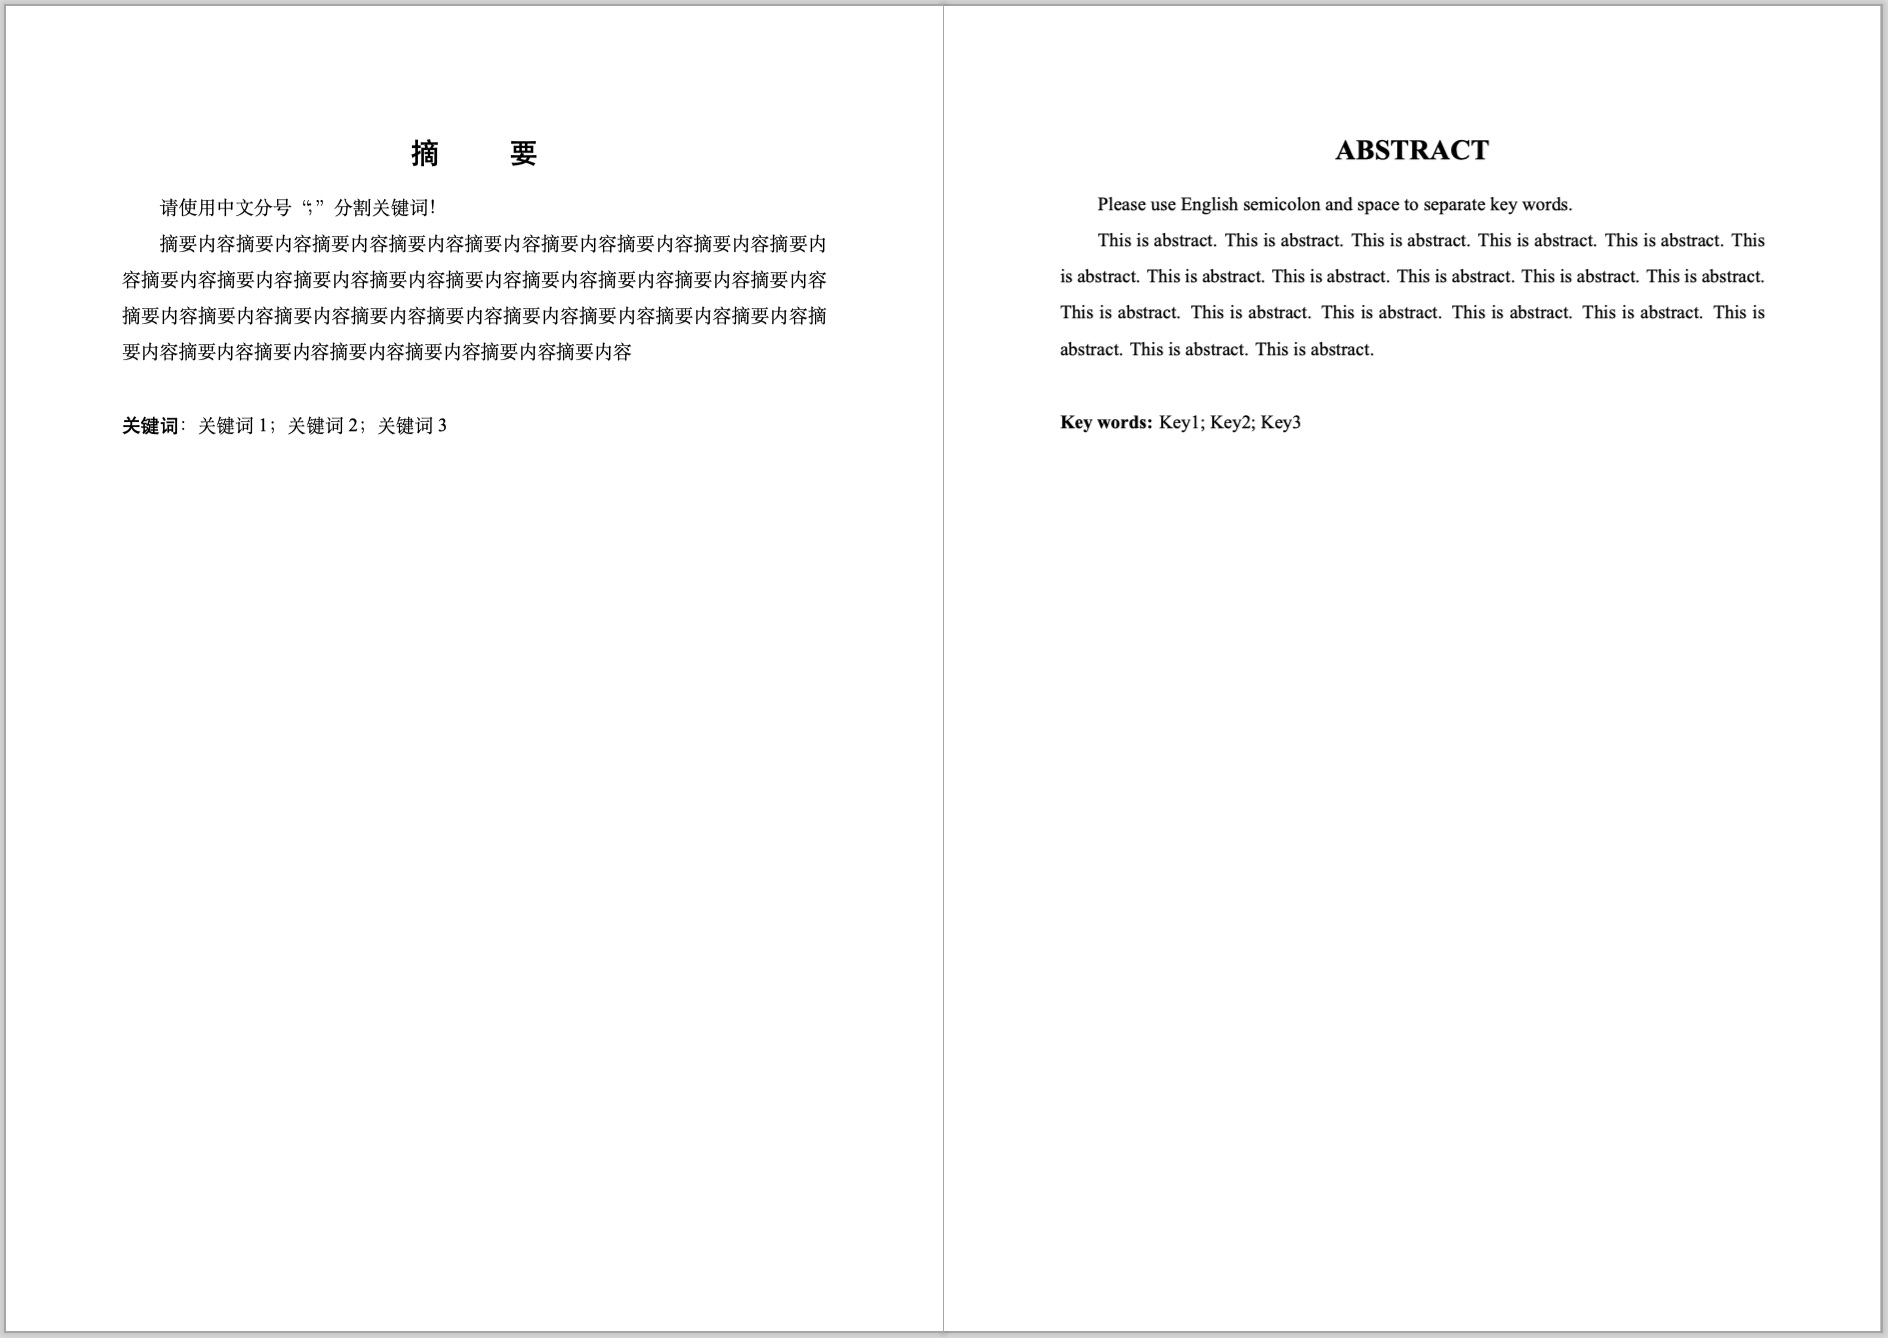 摘 要
请使用中文分号“;”分割关键词！
摘要内容摘要内容摘要内容摘要内容摘要内容摘要内容摘要内容摘要内容摘要内
容摘要内容摘要内容摘要内容摘要内容摘要内容摘要内容摘要内容摘要内容摘要内容
摘要内容摘要内容摘要内容摘要内容摘要内容摘要内容摘要内容摘要内容摘要内容摘
要内容摘要内容摘要内容摘要内容摘要内容摘要内容摘要内容
关键词：关键词 1；关键词 2；关键词 3
ABSTRACT
Please use English semicolon and space to separate key words.
This is abstract. This is abstract. This is abstract. This is abstract. This is abstract. This
is abstract. This is abstract. This is abstract. This is abstract. This is abstract. This is abstract.
This is abstract. This is abstract. This is abstract. This is abstract. This is abstract. This is
abstract. This is abstract. This is abstract.
Key words: Key1; Key2; Key3